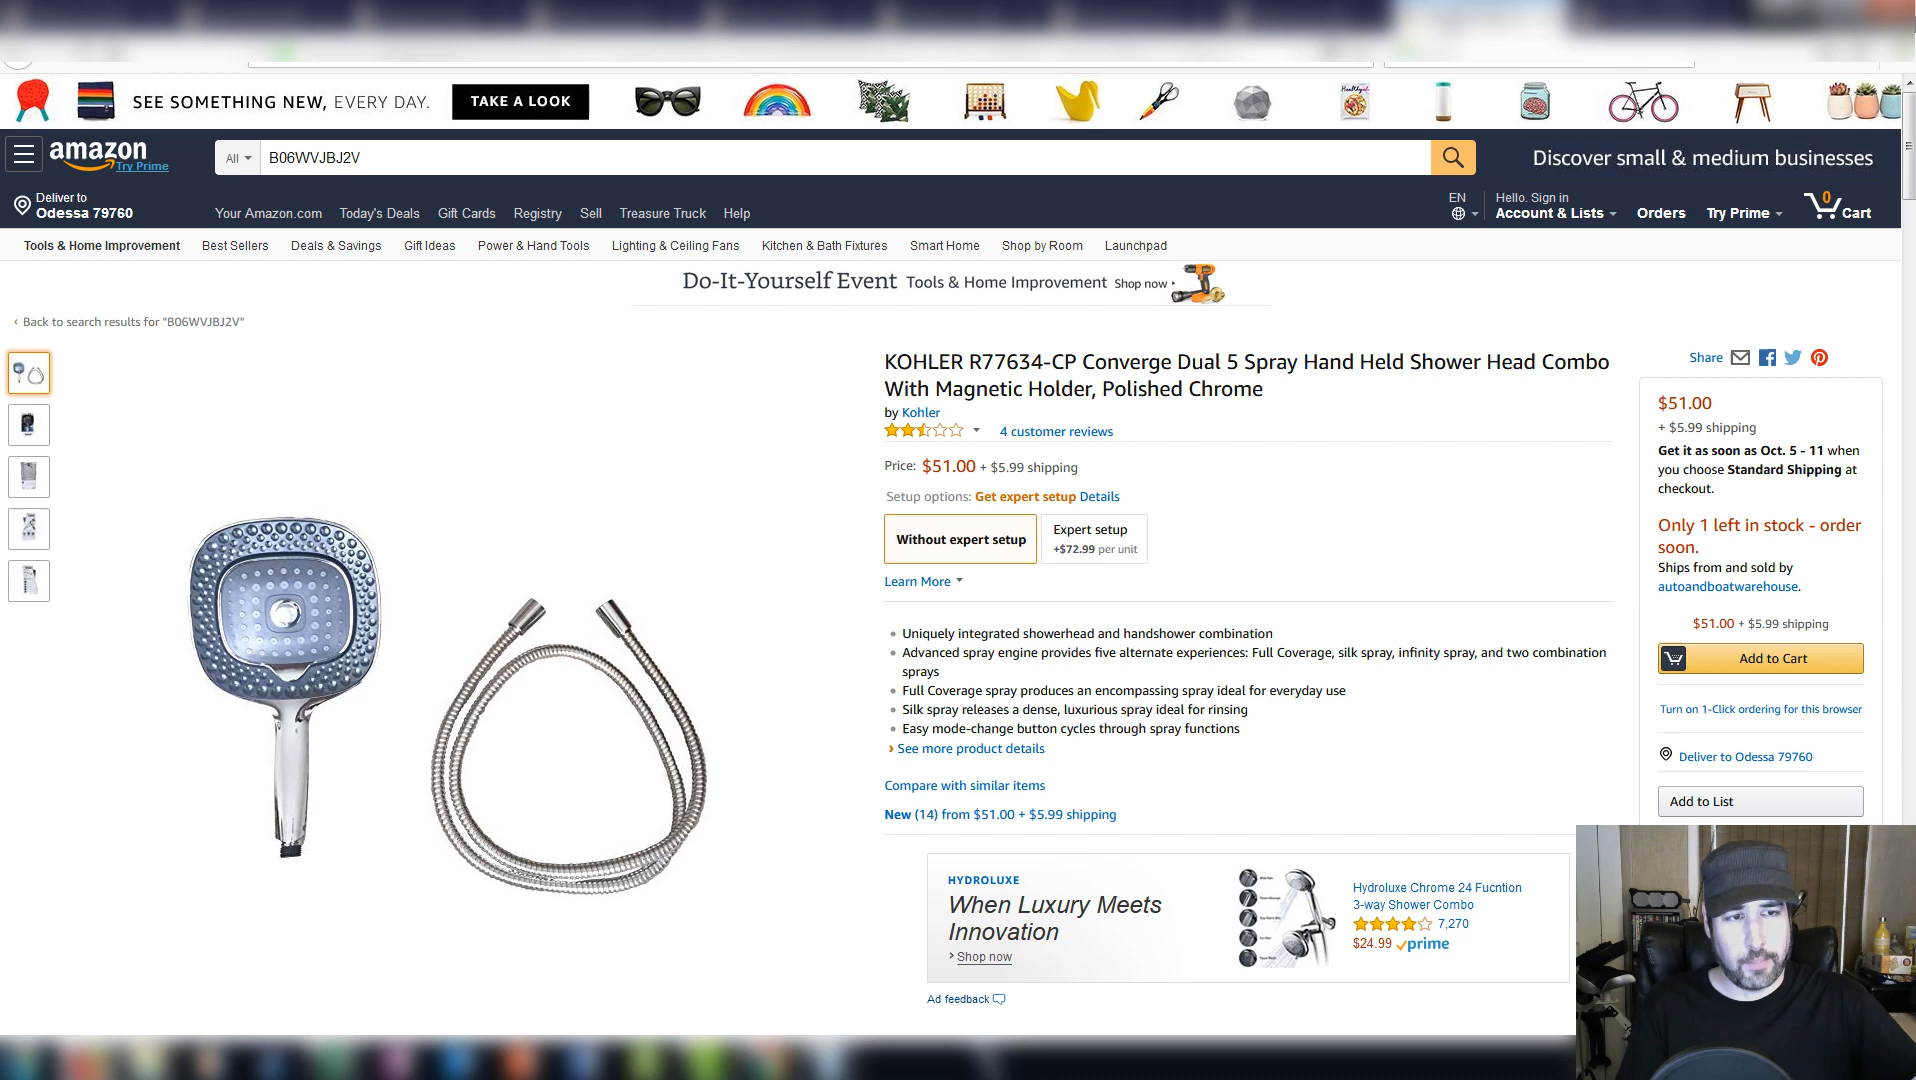 SEE SOMETHING NEW, EVERY DAY. TAKE A LOOK
amazon
Try Prime
All
B06WVJBJ2V
Discover small & medium businesses
Deliver to
Odessa 79760
Your Amazon.com Today's Deals Gift Cards Registry Sell Treasure Truck Help
EN
Hello. Sign in
Account & Lists
Orders
Try Prime
0
Cart
Tools & Home Improvement Best Sellers Deals & Savings Gift Ideas Power & Hand Tools Lighting & Ceiling Fans Kitchen & Bath Fixtures Smart Home Shop by Room Launchpad
Do-It-Yourself Event Tools & Home Improvement Shop now
‹ Back to search results for "B06WVJBJ2V"
KOHLER R77634-CP Converge Dual 5 Spray Hand Held Shower Head Combo
With Magnetic Holder, Polished Chrome
by Kohler
4 customer reviews
Price: $51.00 + $5.99 shipping
Setup options: Get expert setup Details
Without expert setup
Expert setup
+$72.99 per unit
Learn More
• Uniquely integrated showerhead and handshower combination
• Advanced spray engine provides five alternate experiences: Full Coverage, silk spray, infinity spray, and two combination
sprays
• Full Coverage spray produces an encompassing spray ideal for everyday use
• Silk spray releases a dense, luxurious spray ideal for rinsing
• Easy mode-change button cycles through spray functions
› See more product details
Compare with similar items
New (14) from $51.00 + $5.99 shipping
HYDROLUXE
When Luxury Meets
Innovation
› Shop now
Hydroluxe Chrome 24 Fucntion
3-way Shower Combo
7,270
$24.99 prime
Ad feedback
Share
$51.00
+ $5.99 shipping
Get it as soon as Oct. 5 - 11 when
you choose Standard Shipping at
checkout.
Only 1 left in stock - order
soon.
Ships from and sold by
autoandboatwarehouse.
$51.00 + $5.99 shipping
Add to Cart
Turn on 1-Click ordering for this browser
Deliver to Odessa 79760
Add to List